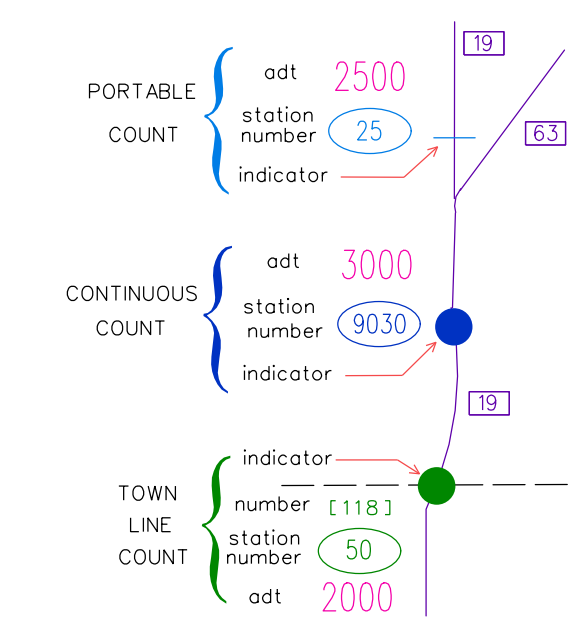 19
adt 2500
PORTABLE
station
number 25
COUNT
63
indicator
adt 3000
CONTINUOUS
station
number 9030
COUNT
indicator
19
indicator
TOWN
number [118]
LINE
station
number 50
COUNT
adt 2000